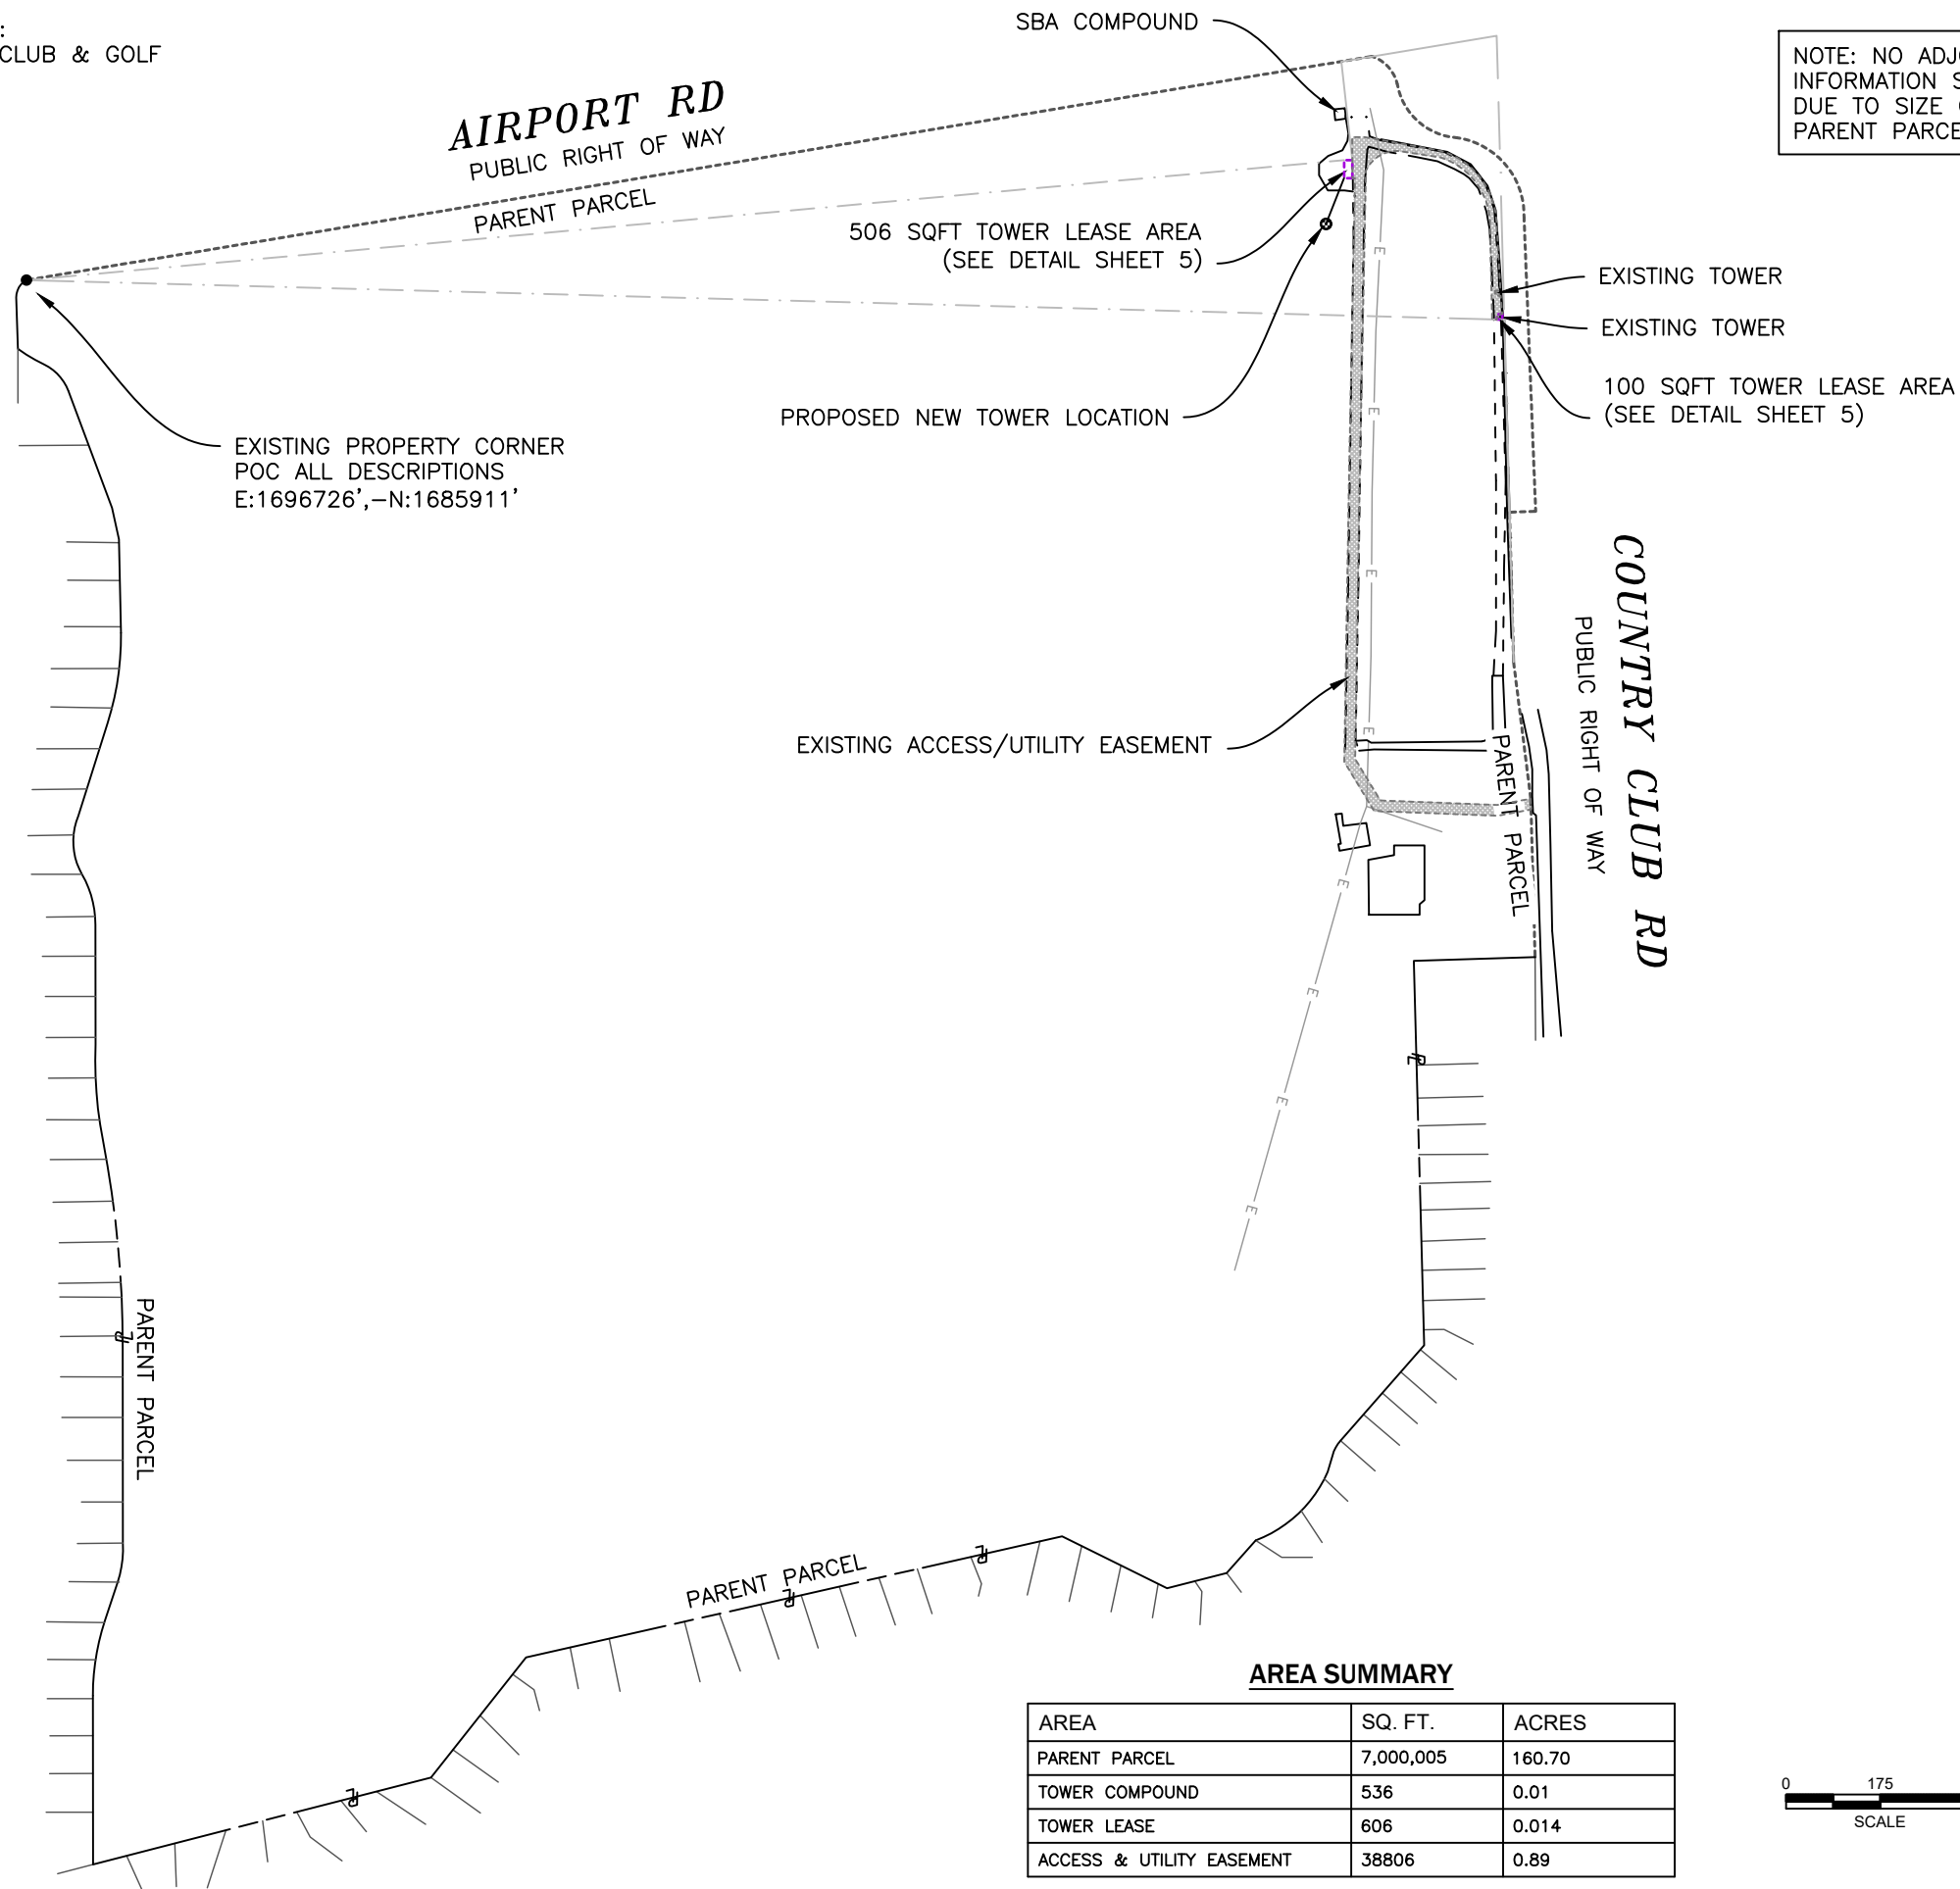 :
CLUB & GOLF
SBA COMPOUND
NOTE: NO ADJ
INFORMATION S
DUE TO SIZE
PARENT PARCE
AIRPORT RD
PUBLIC RIGHT OF WAY
PARENT PARCEL
506 SQFT TOWER LEASE AREA
(SEE DETAIL SHEET 5)
EXISTING TOWER
EXISTING TOWER
100 SQFT TOWER LEASE AREA
(SEE DETAIL SHEET 5)
PROPOSED NEW TOWER LOCATION
EXISTING PROPERTY CORNER
POC ALL DESCRIPTIONS
E:1696726',-N:1685911'
E
E
E
E
COUNTRY CLUB RD
PUBLIC RIGHT OF WAY
EXISTING ACCESS/UTILITY EASEMENT
PARENT PARCEL
E
E
E
E
PARENT PARCEL
PARENT PARCEL
AREA SUMMARY
AREA SQ. FT. ACRES
PARENT PARCEL 7,000,005 160.70
TOWER COMPOUND 536 0.01
TOWER LEASE 606 0.014
ACCESS & UTILITY EASEMENT 38806 0.89
0 175
SCALE